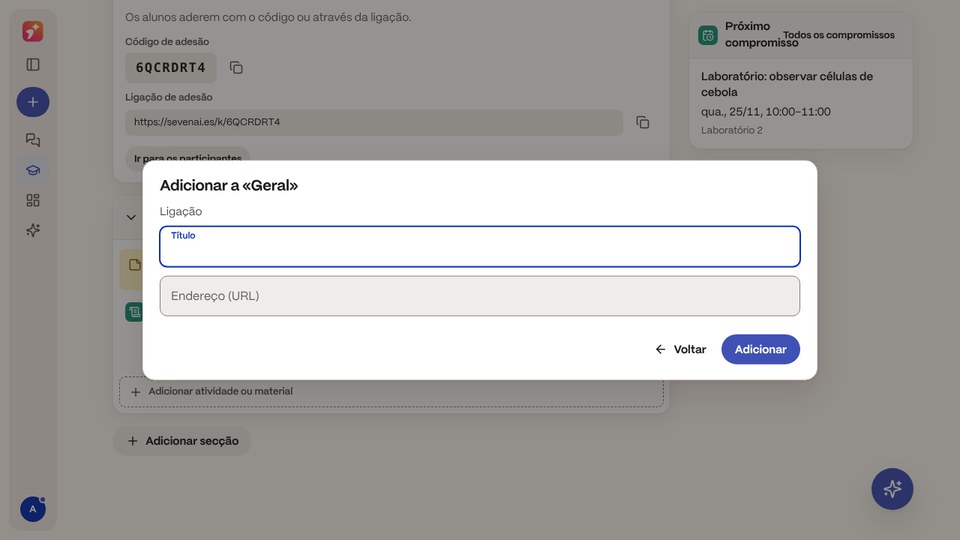 Os alunos aderem com o código ou através da ligação.
Código de adesão
6QCRDRT4
Ligação de adesão
https://sevenai.es/k/6QCRDRT4
Ir para os participantes
Próximo compromisso
Todos os compromissos
Laboratório: observar células de
cebola
qua., 25/11, 10:00–11:00
Laboratório 2
Adicionar a «Geral»
Ligação
Título
Endereço (URL)
Voltar
Adicionar
Adicionar atividade ou material
Adicionar secção
A